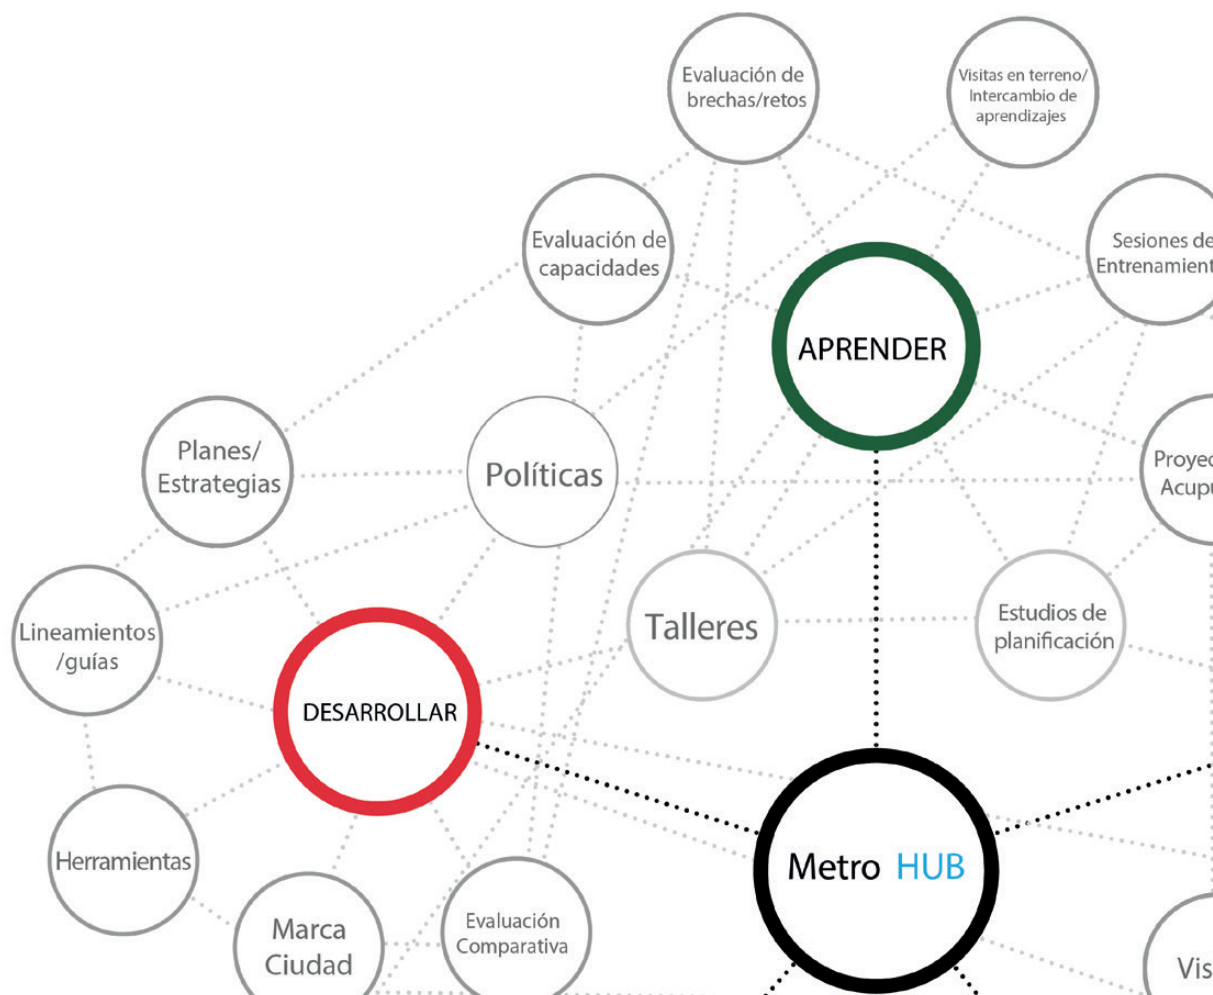 Evaluación de
brechas/retos
Visitas en terreno/
Intercambio de
aprendizajes
Evaluación de
capacidades
Sesiones de
APRENDER
Planes/
Estrategias
Políticas
Lineamientos
/guías
Talleres
Estudios de
planificación
DESARROLLAR
Herramientas
Metro HUB
Marca
Ciudad
Evaluación
Comparativa